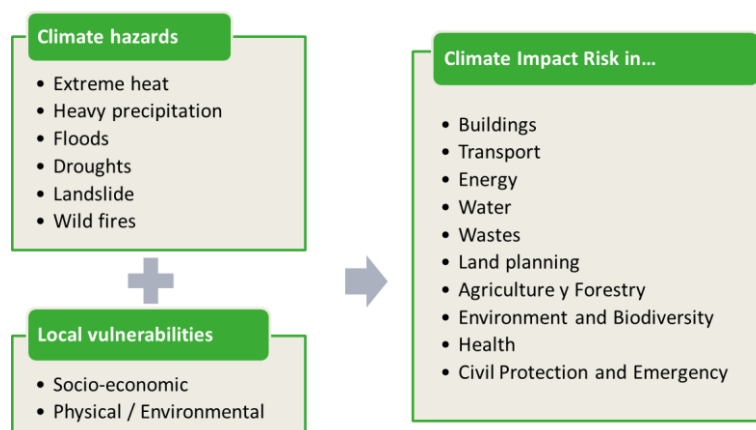 Climate hazards
• Extreme heat
• Heavy precipitation
• Floods
• Droughts
• Landslide
• Wild fires
Local vulnerabilities
• Socio-economic
• Physical / Environmental
Climate Impact Risk in...
• Buildings
• Transport
• Energy
• Water
• Wastes
• Land planning
• Agriculture y Forestry
• Environment and Biodiversity
• Health
• Civil Protection and Emergency